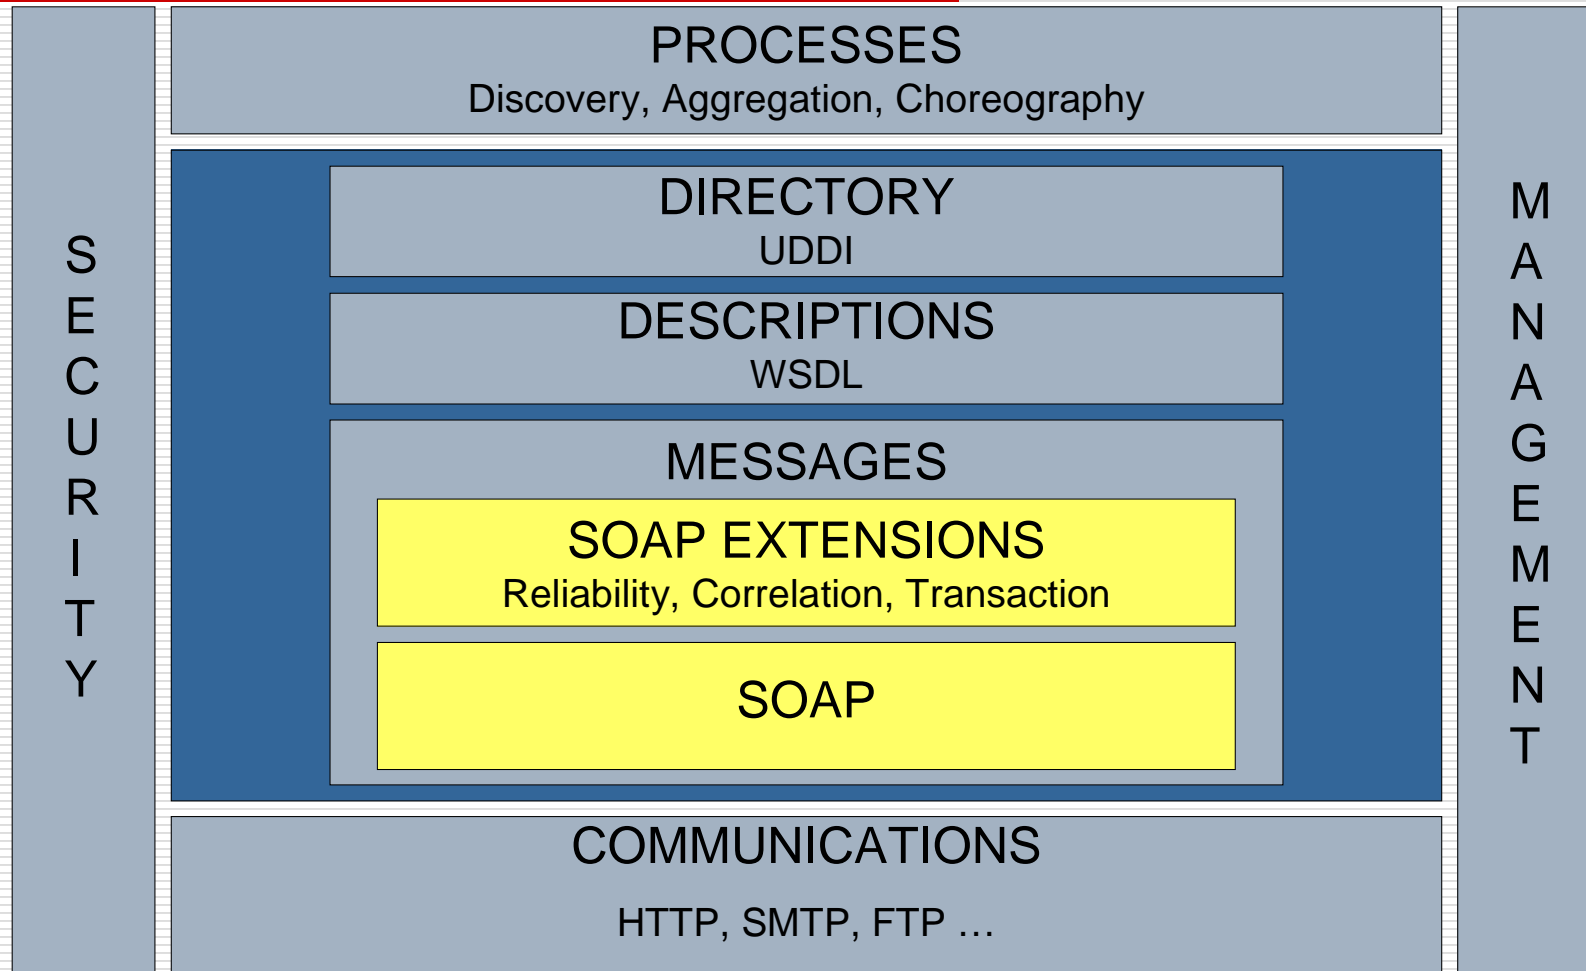 PROCESSES
Discovery, Aggregation, Choreography
SECURITY
DIRECTORY
UDDI
DESCRIPTIONS
WSDL
MESSAGES
SOAP EXTENSIONS
Reliability, Correlation, Transaction
SOAP
MANAGEMENT
COMMUNICATIONS
HTTP, SMTP, FTP …